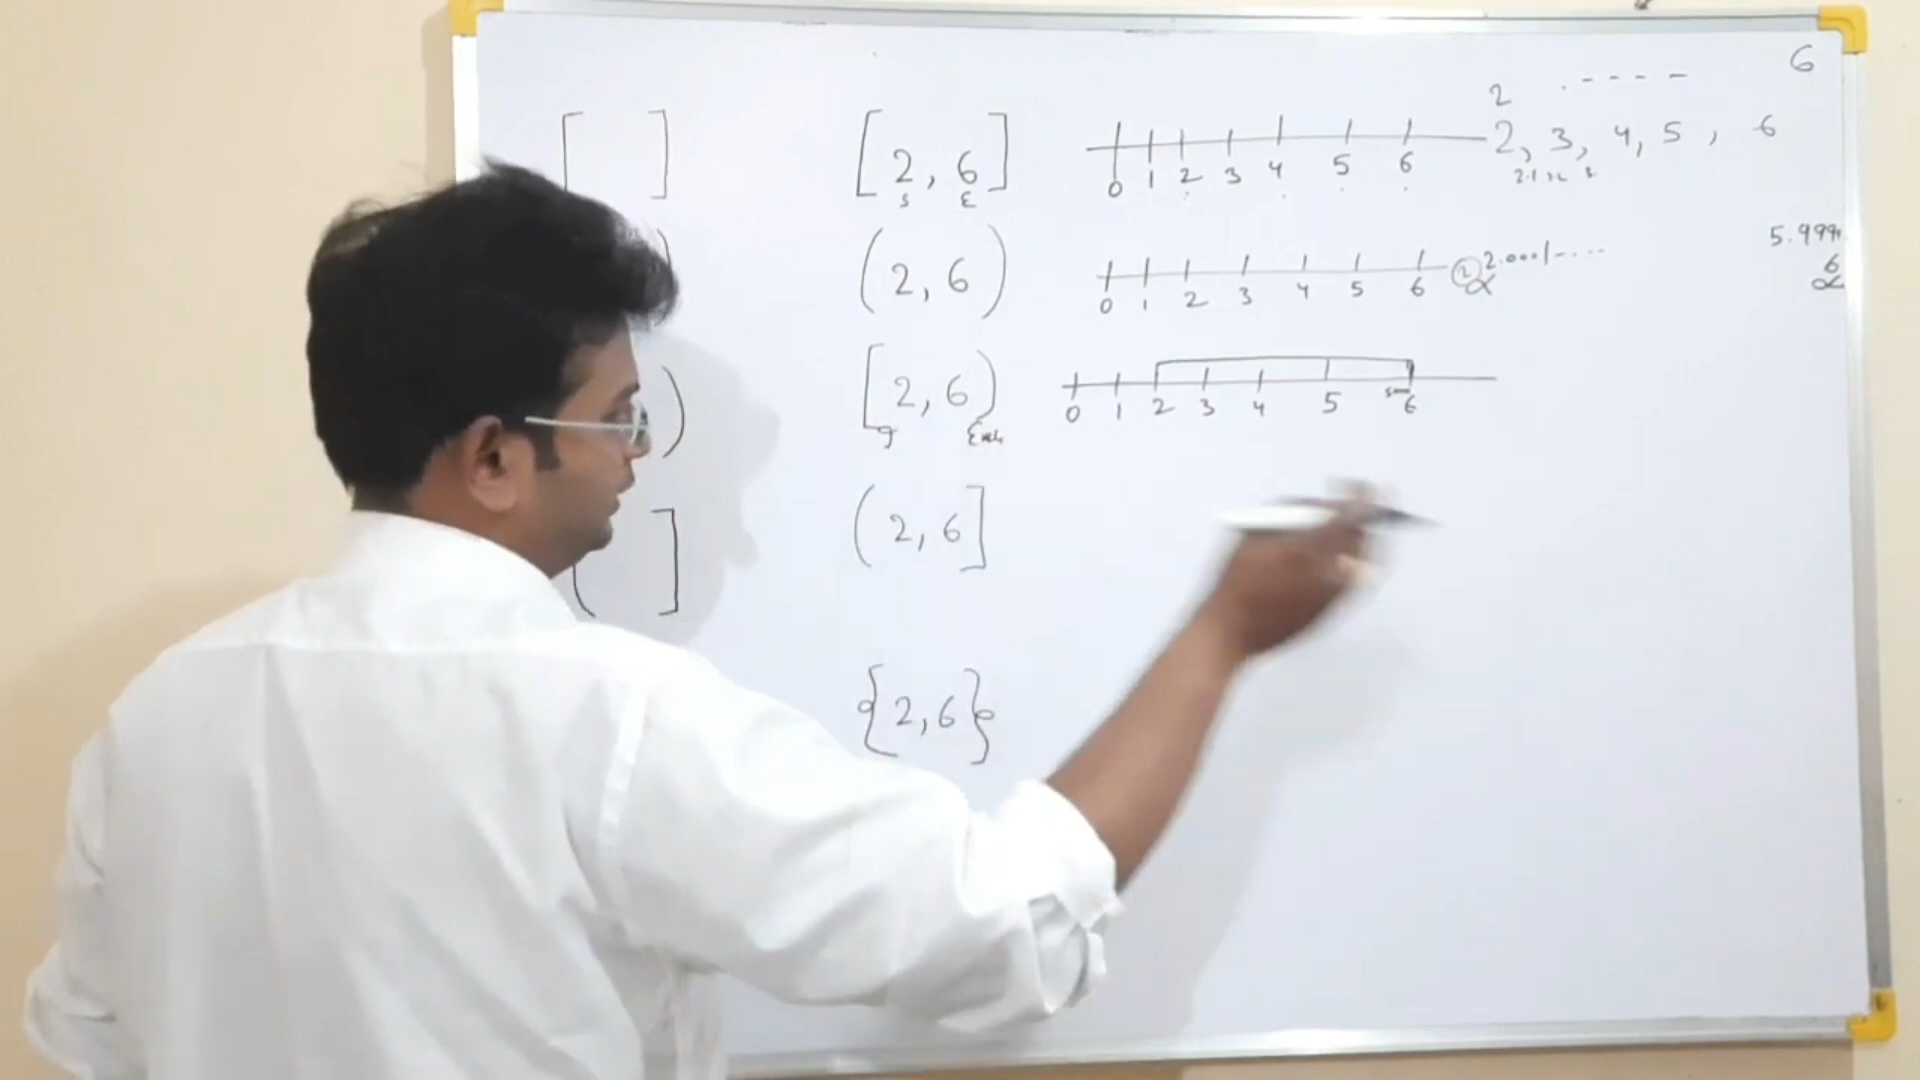 6
2 . - - - -
[ ] [2, 6] 2, 3, 4, 5, 6
0 1 2 3 4 5 6
S E
) (2, 6) 2 2.0001-.... 5.999
0 1 2 3 4 5 6 6
) [2, 6)
0 1 2 3 4 5 6
( ] (2, 6]
{2, 6}